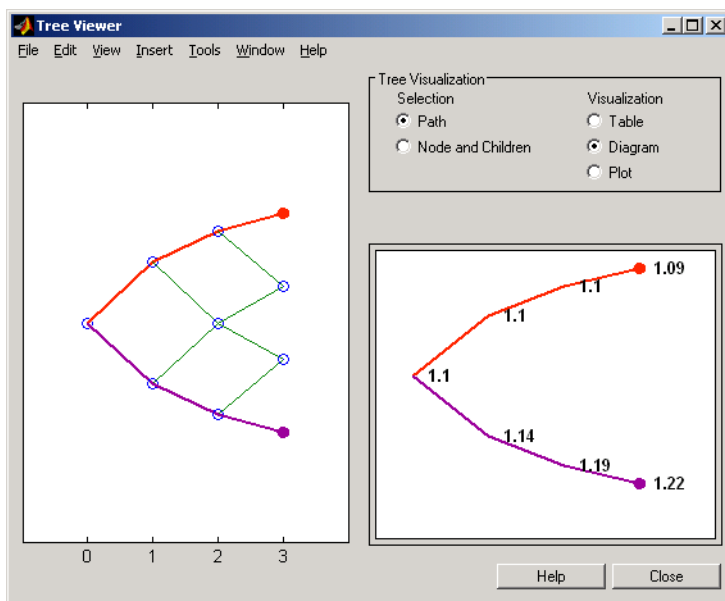 Tree Viewer
File Edit View Insert Tools Window Help
Tree Visualization
Selection
Path
Node and Children
Visualization
Table
Diagram
Plot
0 1 2 3
1.09
1.1
1.1
1.1
1.14
1.19
1.22
Help Close